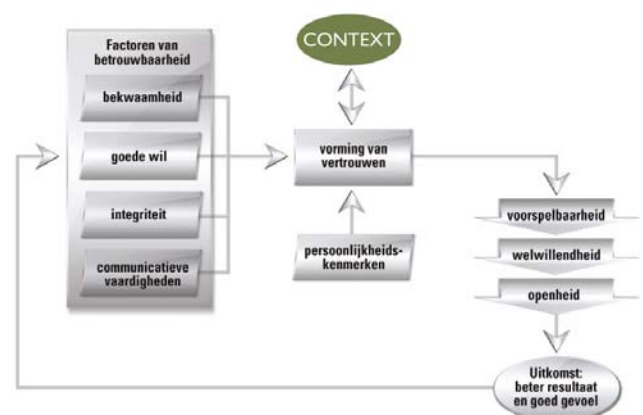 Factoren van
betrouwbaarheid
bekwaamheid
goede wil
integriteit
communicatieve
vaardigheden
CONTEXT
vorming van
vertrouwen
persoonlijkheids-
kenmerken
voorspelbaarheid
welwillendheid
openheid
Uitkomst:
beter resultaat
en goed gevoel